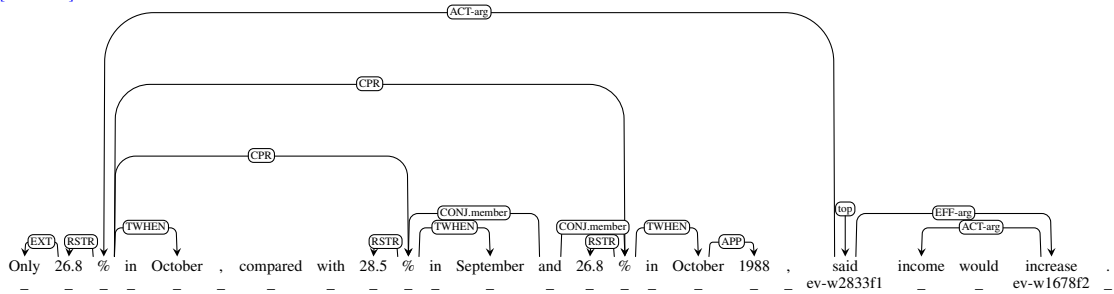 ACT-arg
CPR
CPR
top
CONJ.member EFF-arg
TWHEN TWHEN CONJ.member TWHEN ACT-arg
EXT RSTR RSTR RSTR APP
Only 26.8 % in October , compared with 28.5 % in September and 26.8 % in October 1988 , said income would increase .
_ _ _ _ _ _ _ _ _ _ _ _ _ _ _ _ _ _ _ ev-w2833f1 _ _ ev-w1678f2 _